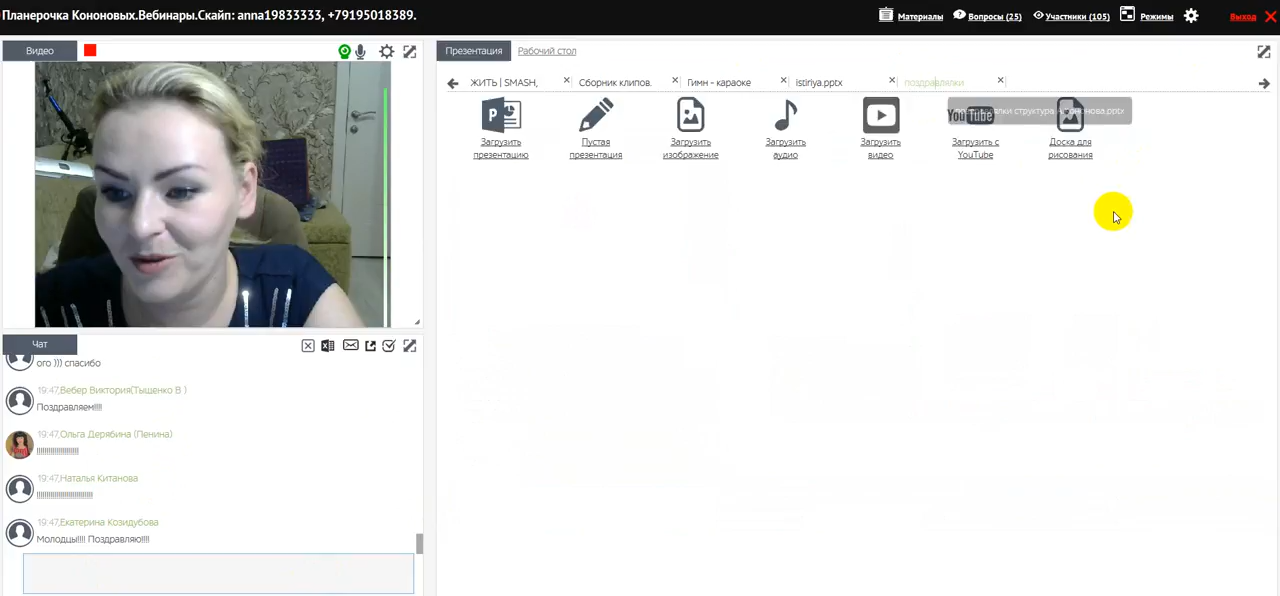 Планерочка Кононовых.Вебинары.Скайп: anna19833333, +79195018389.
Материалы
Вопросы (25)
Участники (105)
Режимы
Выход
Видео
Презентация
Рабочий стол
ЖИТЬ | SMASH,
Сборник клипов.
Гимн - караоке
istiriya.pptx
поздравлялки
Загрузить презентацию
Пустая презентация
Загрузить изображение
Загрузить аудио
Загрузить видео
Загрузить с YouTube
Доска для рисования
Чат
ого ))) спасибо
19:47,Вебер Виктория(Тыщенко В )
Поздравляем!!!!
19:47,Ольга Дерябина (Пенина)
!!!!!!!!!!!!!!!!!!!!!
19:47,Наталья Китанова
!!!!!!!!!!!!!!!!!!!!!!!!!!!!
19:47,Екатерина Козидубова
Молодцы!!!! Поздравляю!!!!